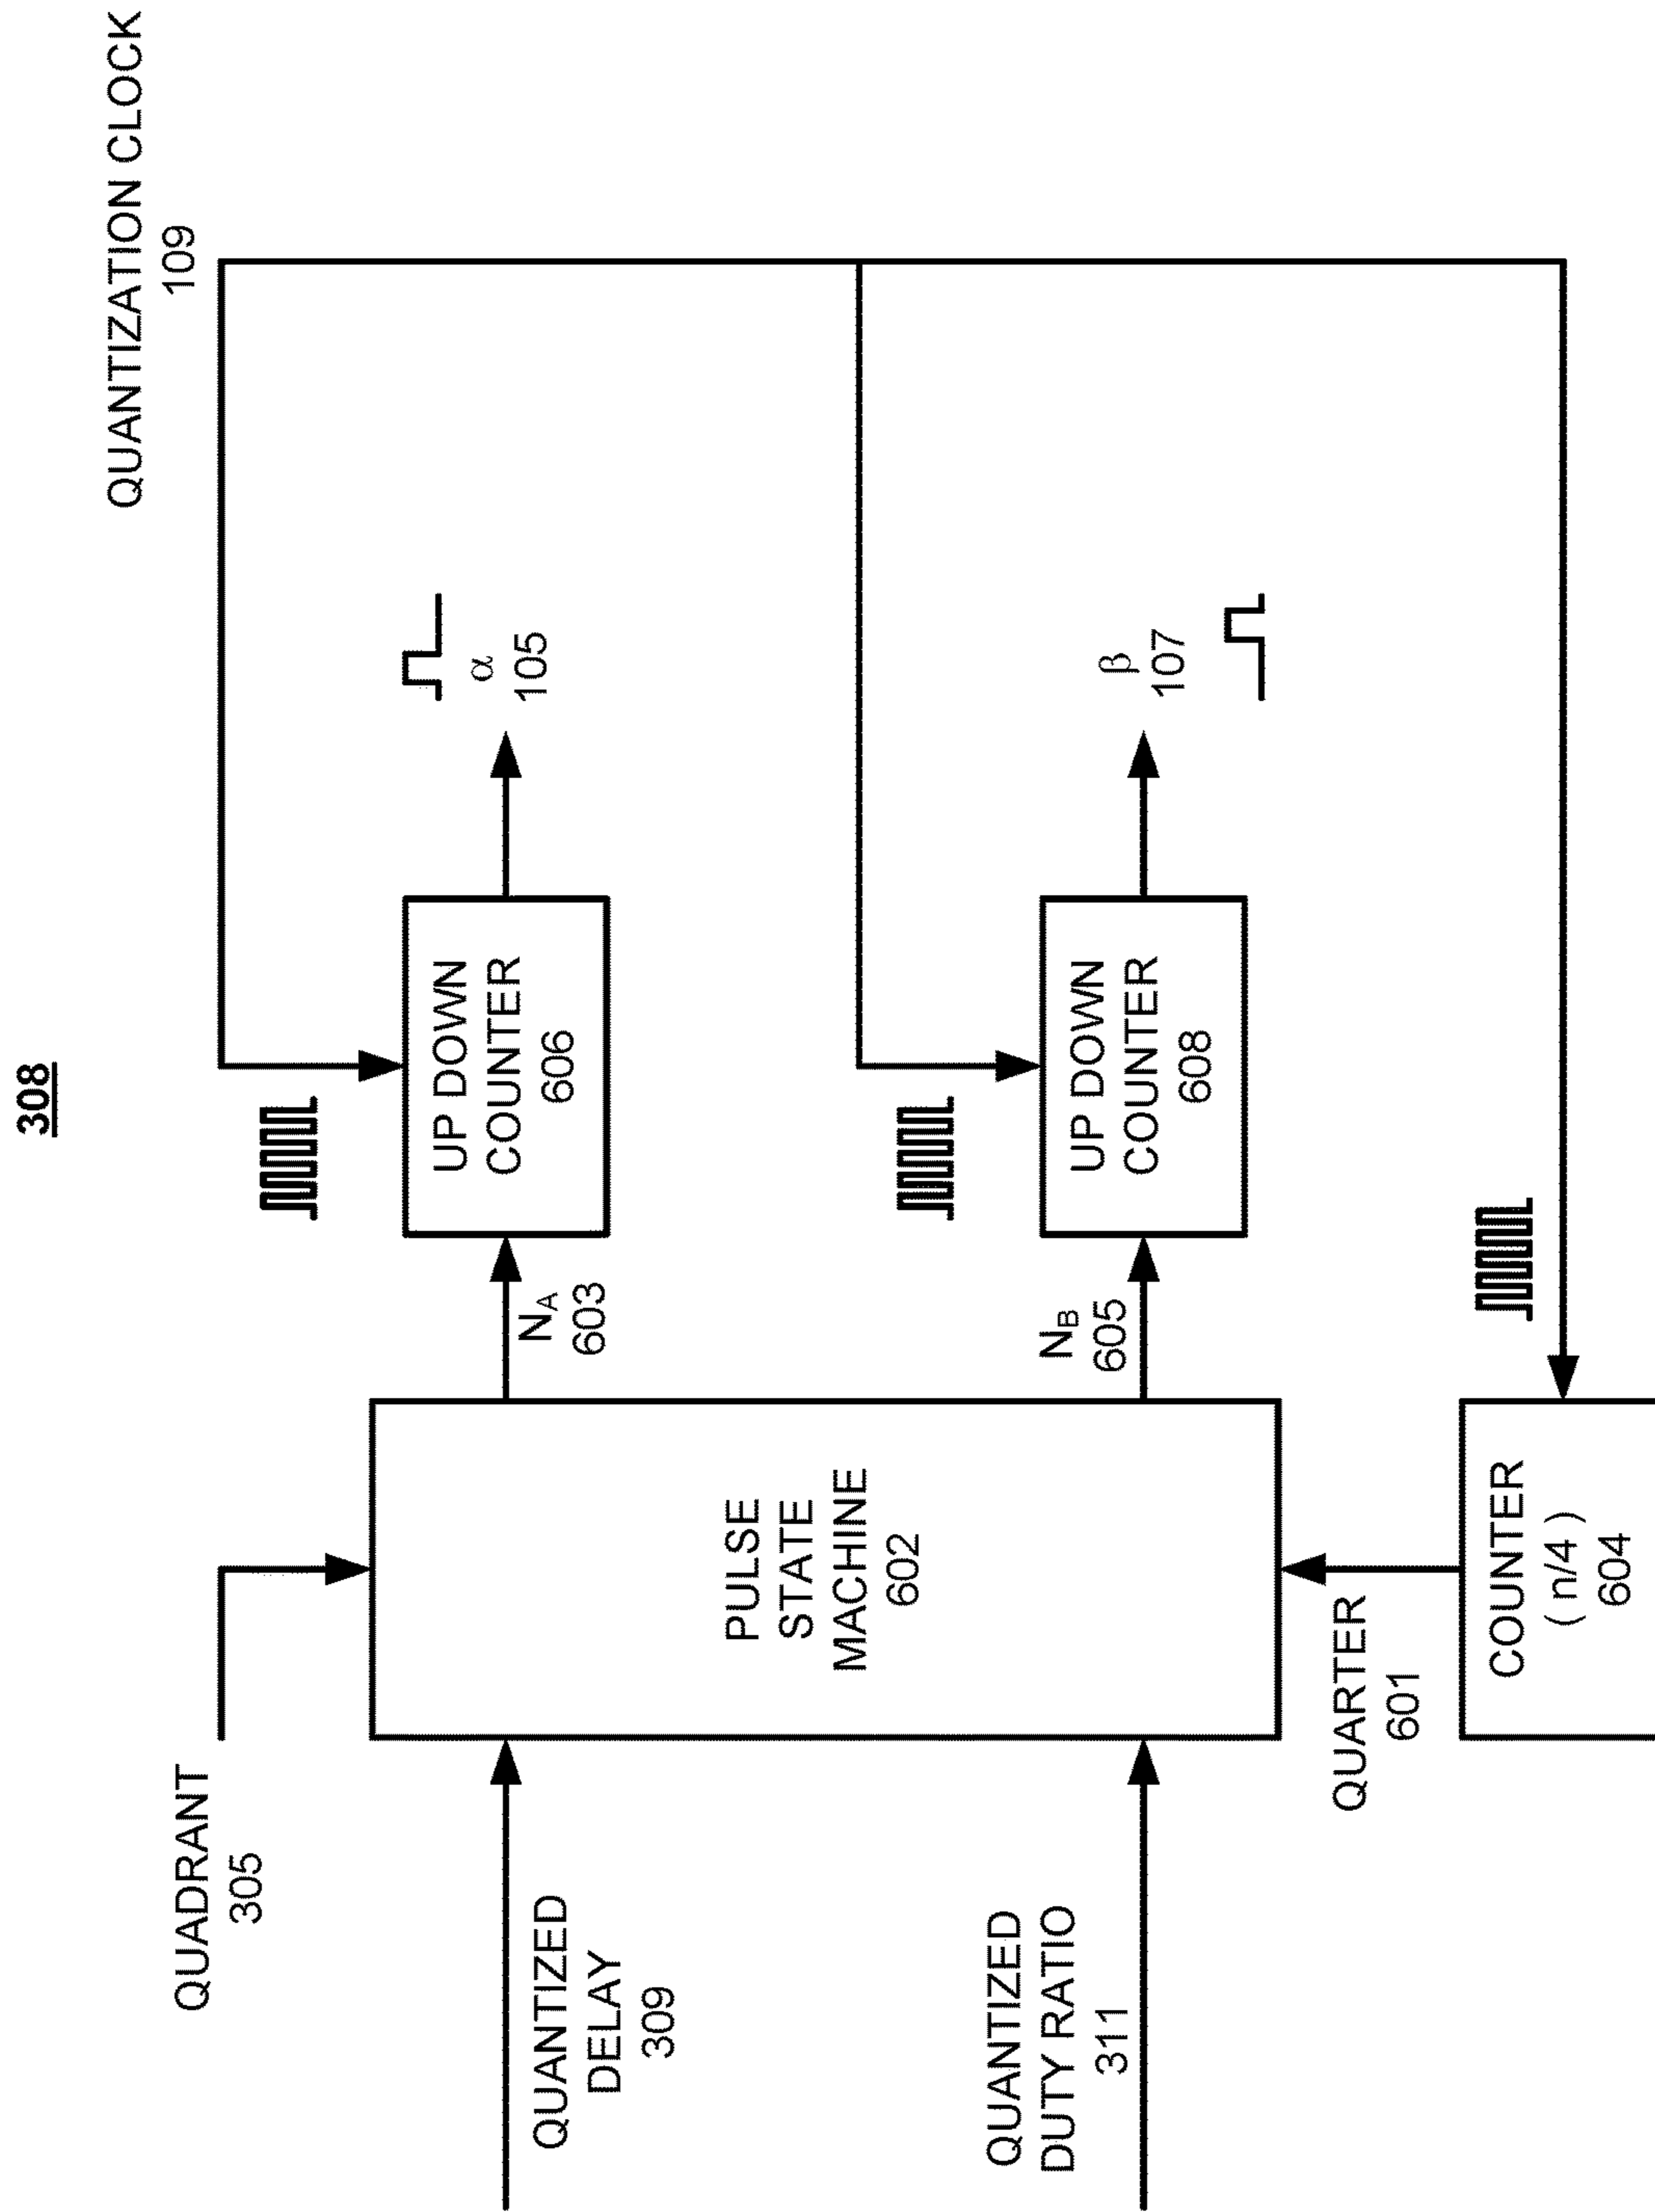 308
QUANTIZATION CLOCK
109
QUADRANT
305
QUANTIZED
DELAY
309
QUANTIZED
DUTY RATIO
311
PULSE
STATE
MACHINE
602
N_A
603
N_B
605
UP DOWN
COUNTER
606
α
105
UP DOWN
COUNTER
608
β
107
QUARTER
601
COUNTER
( n/4 )
604